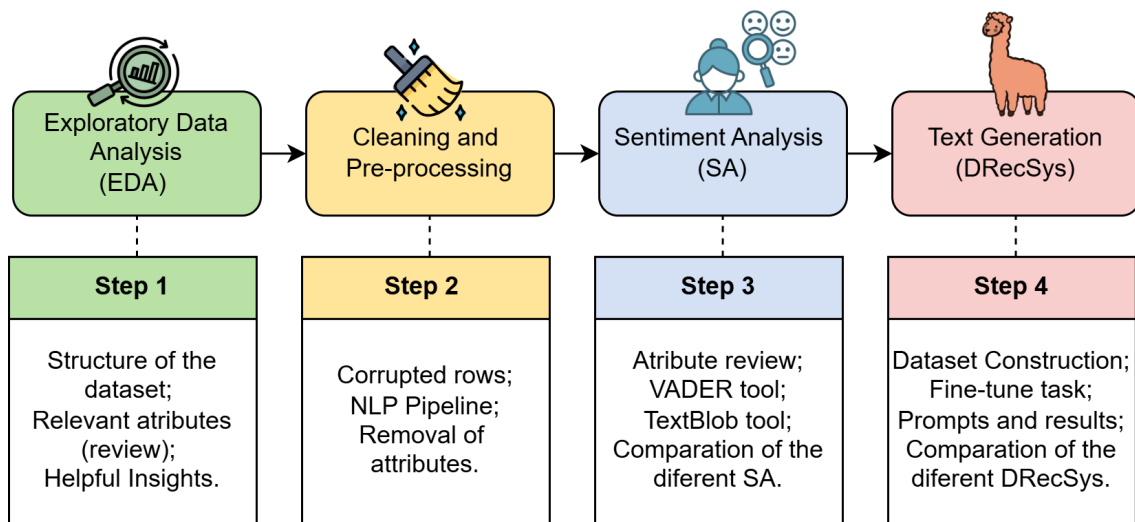 Exploratory Data
Analysis
(EDA)
Cleaning and
Pre-processing
Sentiment Analysis
(SA)
Text Generation
(DRecSys)
Step 1
Structure of the
dataset;
Relevant atributes
(review);
Helpful Insights.
Step 2
Corrupted rows;
NLP Pipeline;
Removal of
attributes.
Step 3
Atribute review;
VADER tool;
TextBlob tool;
Comparation of the
diferent SA.
Step 4
Dataset Construction;
Fine-tune task;
Prompts and results;
Comparation of the
diferent DRecSys.